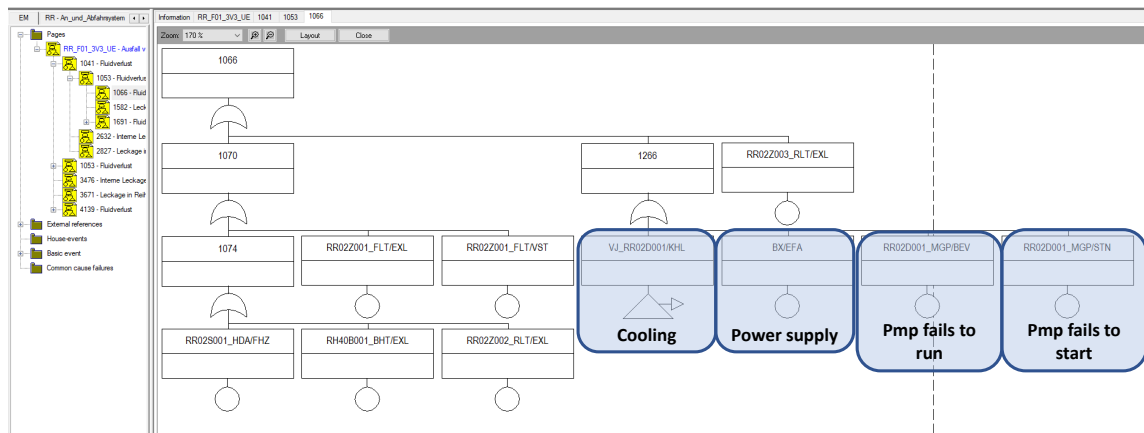 EM RR - An_und_Abfahrsystem
Information RR_F01_3V3_UE 1041 1053 1066
Zoom: 170 % Layout Close
Pages
RR_F01_3V3_UE - Ausfall v
1041 - Fluidverlust
1053 - Fluidverlus
1066 - Fluid
1582 - Leck
1691 - Fluid
2632 - Interne Le
2827 - Leckage i
1053 - Fluidverlust
3476 - Interne Leckage
3671 - Leckage in Reih
4139 - Fluidverlust
External references
House-events
Basic event
Common cause failures
1066
1070
1266
RR02Z003_RLT/EXL
1074
RR02Z001_FLT/EXL
RR02Z001_FLT/VST
VJ_RR02D001/KHL
BX/EFA
RR02D001_MGP/BEV
RR02D001_MGP/STN
Cooling
Power supply
Pmp fails to
run
Pmp fails to
start
RR02S001_HDA/FHZ
RH40B001_BHT/EXL
RR02Z002_RLT/EXL